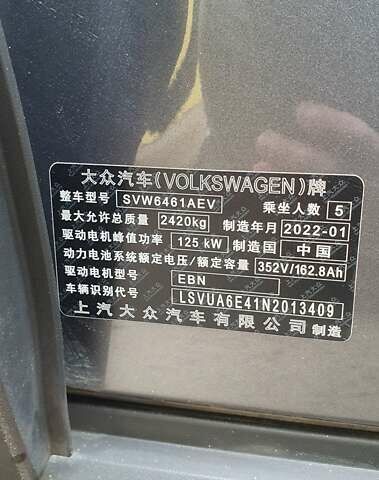 大众汽车(VOLKSWAGEN)牌
整车型号 SVW6461AEV 乘坐人数 5
最大允许总质量 2420kg 制造年月 2022-01
驱动电机峰值功率 125 kW 制造国 中国
动力电池系统额定电压/额定容量 352V/162.8Ah
驱动电机型号 EBN
车辆识别代号 LSVUA6E41N2013409
上汽大众汽车有限公司 制造